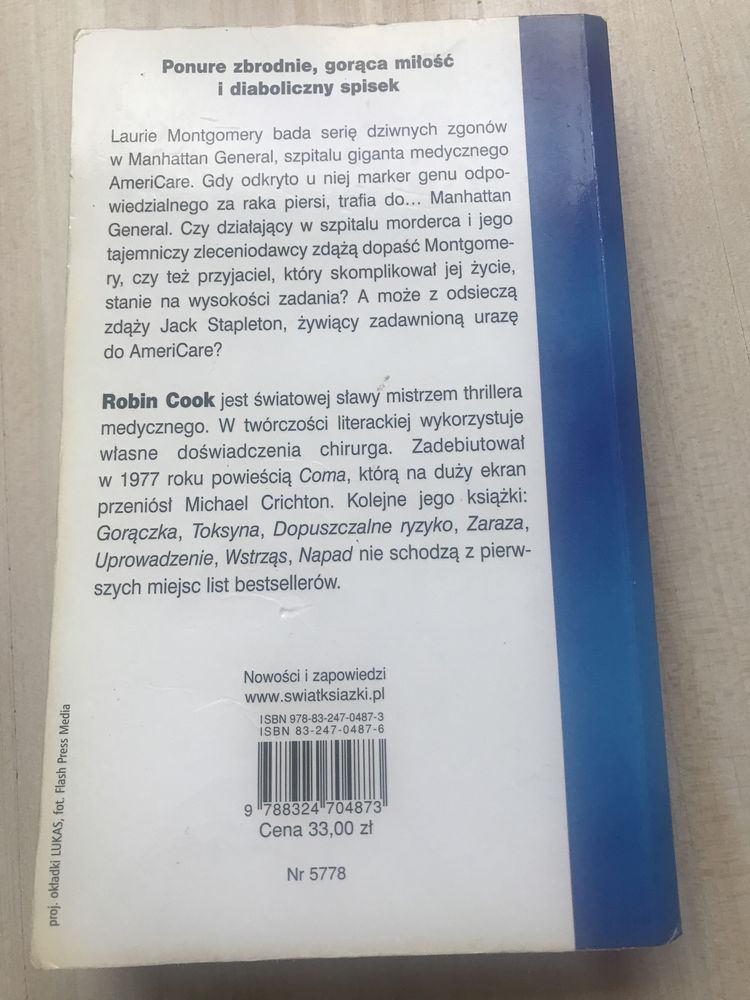 Ponure zbrodnie, gorąca miłość
i diaboliczny spisek
Laurie Montgomery bada serię dziwnych zgonów
w Manhattan General, szpitalu giganta medycznego
AmeriCare. Gdy odkryto u niej marker genu odpo-
wiedzialnego za raka piersi, trafia do... Manhattan
General. Czy działający w szpitalu morderca i jego
tajemniczy zleceniodawcy zdążą dopaść Montgome-
ry, czy też przyjaciel, który skomplikował jej życie,
stanie na wysokości zadania? A może z odsieczą
zdąży Jack Stapleton, żywiący zadawnioną urazę
do AmeriCare?
Robin Cook jest światowej sławy mistrzem thrillera
medycznego. W twórczości literackiej wykorzystuje
własne doświadczenia chirurga. Zadebiutował
w 1977 roku powieścią Coma, którą na duży ekran
przeniósł Michael Crichton. Kolejne jego książki:
Gorączka, Toksyna, Dopuszczalne ryzyko, Zaraza,
Uprowadzenie, Wstrząs, Napad nie schodzą z pierw-
szych miejsc list bestsellerów.
Nowości i zapowiedzi
www.swiatksiazki.pl
ISBN 978-83-247-0487-3
ISBN 83-247-0487-6
9 788324 704873
Cena 33,00 zł
Nr 5778
proj. okładki LUKAS, fot. Flash Press Media